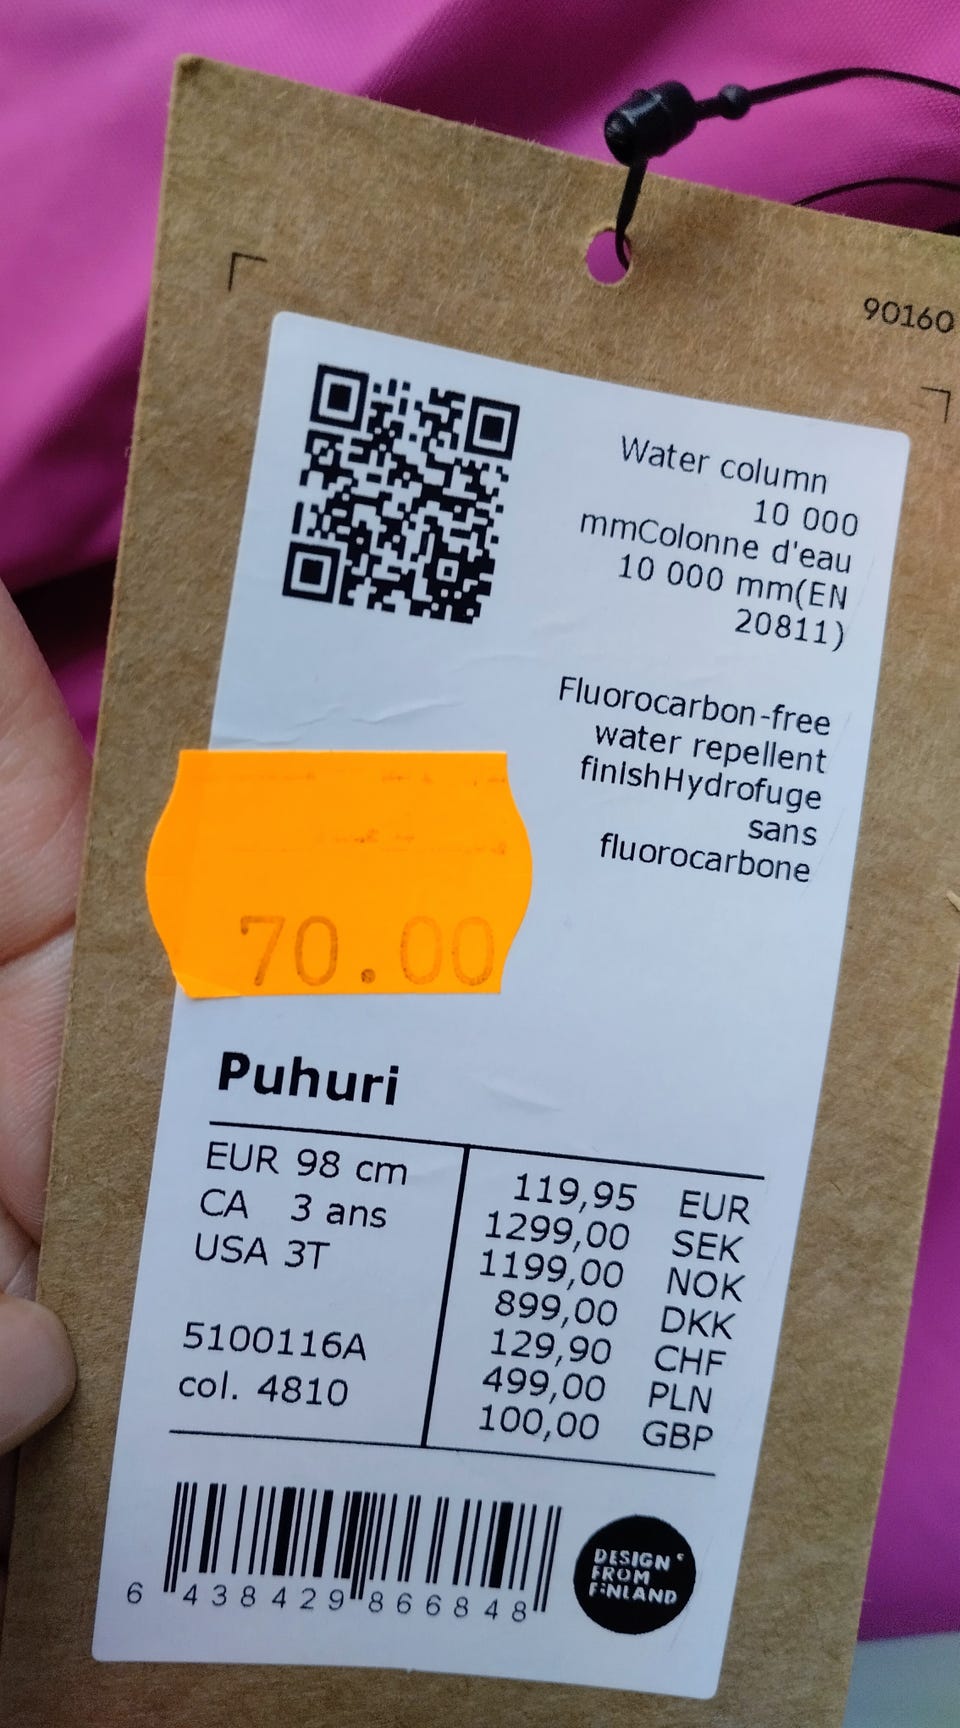 90160
Water column
10 000
mmColonne d'eau
10 000 mm(EN
20811)
Fluorocarbon-free
water repellent
finishHydrofuge
sans
fluorocarbone
70.00
Puhuri
EUR 98 cm
CA 3 ans
USA 3T
5100116A
col. 4810
119,95 EUR
1299,00 SEK
1199,00 NOK
899,00 DKK
129,90 CHF
499,00 PLN
100,00 GBP
6 438429 866848
DESIGN
FROM
FINLAND